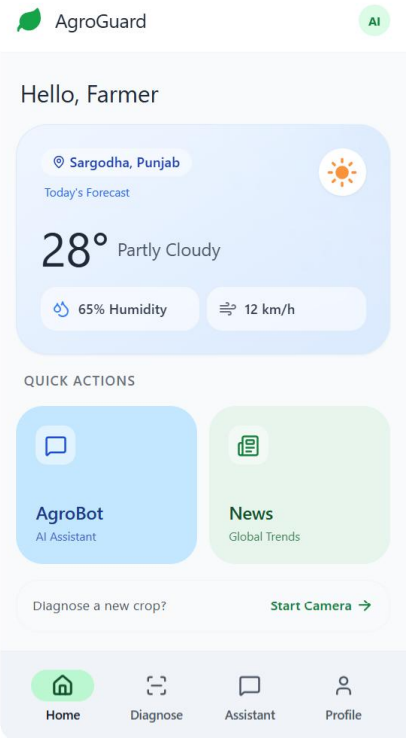 AgroGuard
AI
Hello, Farmer
Sargodha, Punjab
Today's Forecast
28° Partly Cloudy
65% Humidity
12 km/h
QUICK ACTIONS
AgroBot
AI Assistant
News
Global Trends
Diagnose a new crop?
Start Camera →
Home
Diagnose
Assistant
Profile